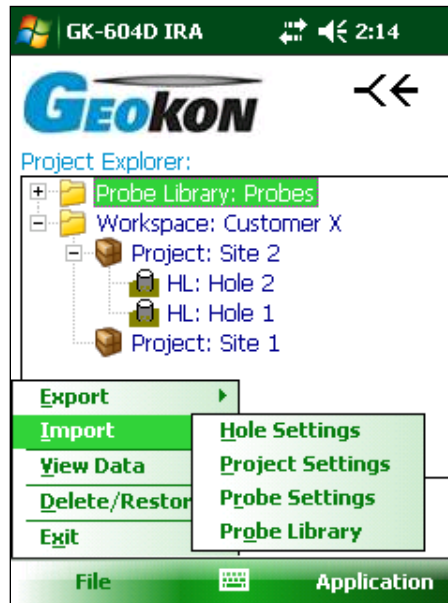 GK-604D IRA 2:14
GEOKON
Project Explorer:
Probe Library: Probes
Workspace: Customer X
Project: Site 2
HL: Hole 2
HL: Hole 1
Project: Site 1
Export
Import
View Data
Delete/Restor
Exit
Hole Settings
Project Settings
Probe Settings
Probe Library
File Application